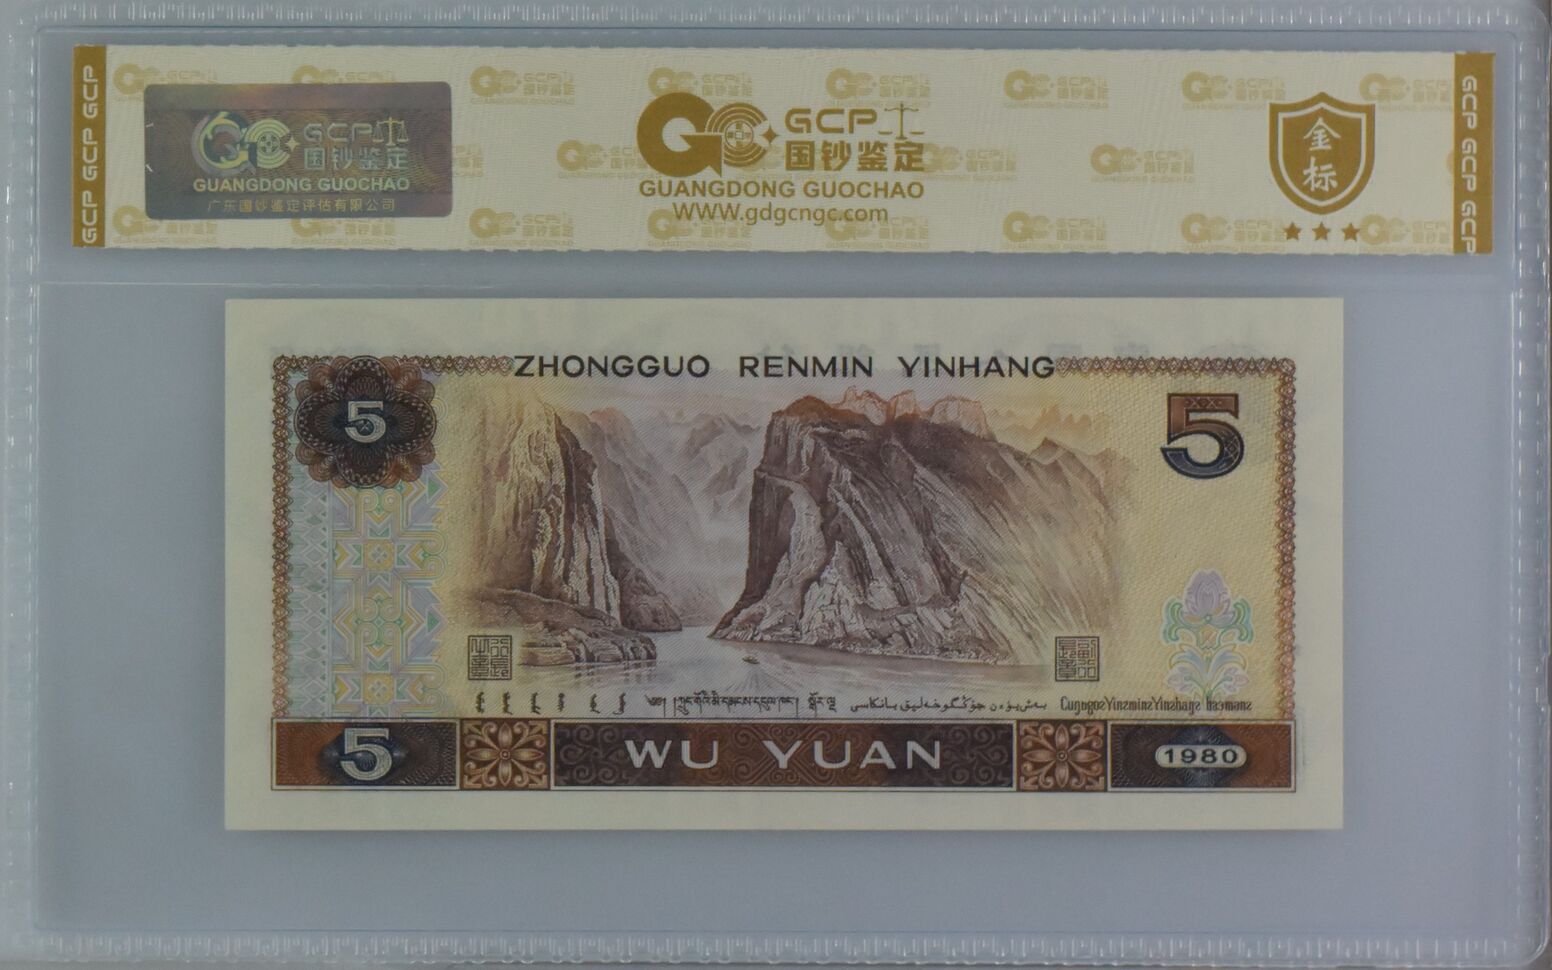 GCP GCP GCP
GCP
国钞鉴定
GUANGDONG GUOCHAO
广东国钞鉴定评估有限公司
GCP
国钞鉴定
GUANGDONG GUOCHAO
WWW.gdgcngc.com
金标
GCP GCP GCP
ZHONGGUO RENMIN YINHANG
5
5
5 WU YUAN 1980